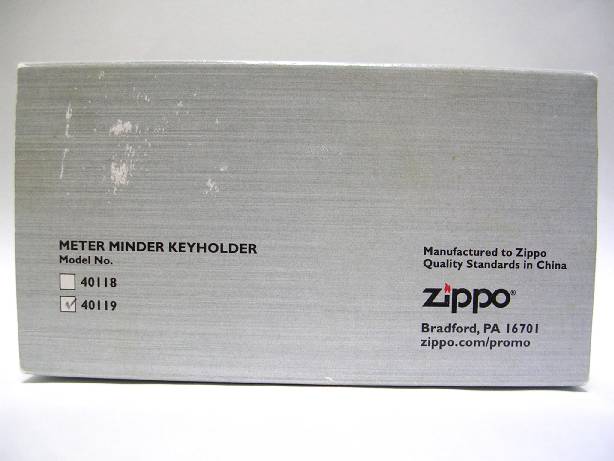 METER MINDER KEYHOLDER
Model No.
40118
40119
Manufactured to Zippo
Quality Standards in China
zippo®
Bradford, PA 16701
zippo.com/promo